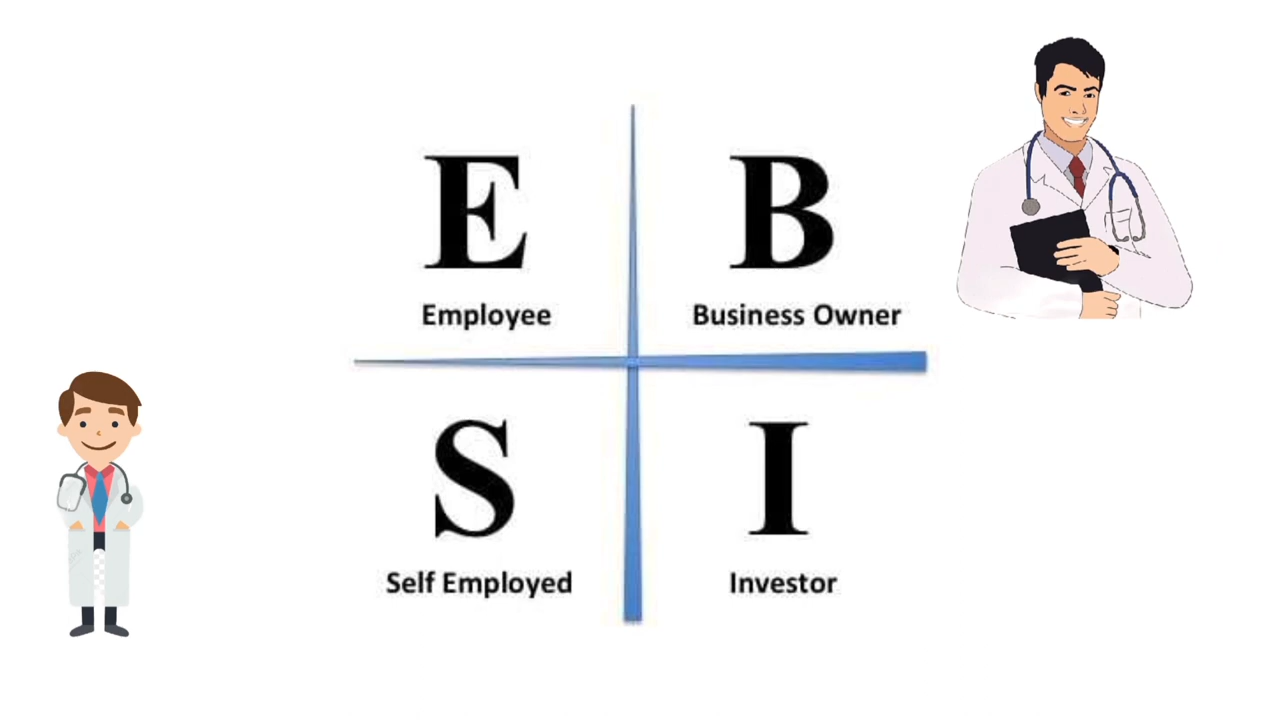 E
B
Employee
Business Owner
S
I
Self Employed
Investor